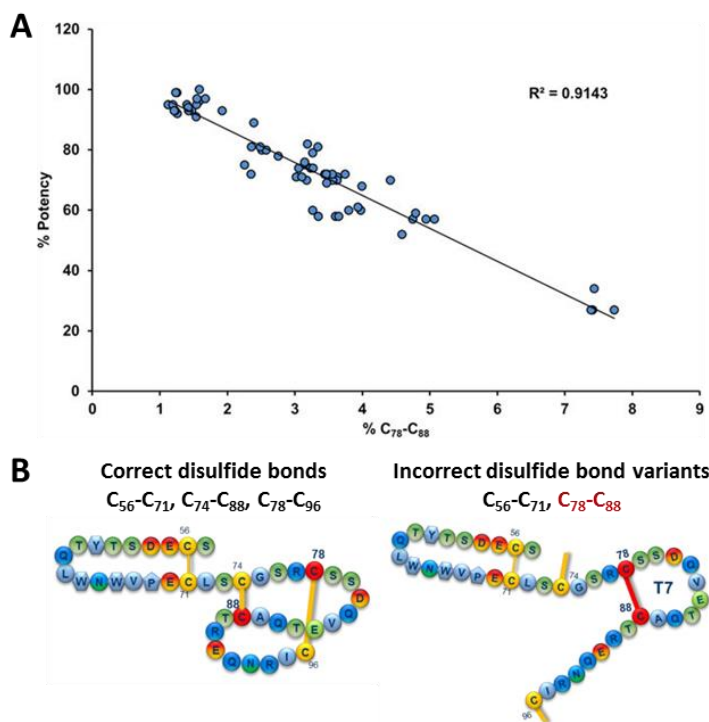 A
120
100
80
60
40
20
0
% Potency
R² = 0.9143
0 1 2 3 4 5 6 7 8 9
% C₇₈-C₈₈
B
Correct disulfide bonds
C₅₆-C₇₁, C₇₄-C₈₈, C₇₈-C₉₆
56
Q T Y T S D E C S
74 78
L W N W V P E C L S C G S R C S S D
71
88
R T C A Q T E V Q
E Q N R I C
96
Incorrect disulfide bond variants
C₅₆-C₇₁, C₇₈-C₈₈
56
Q T Y T S D E C S
74 78
L W N W V P E C L S C G S R C S S D Q V E T Q A C T R E Q N R I C
71
T7
88
96